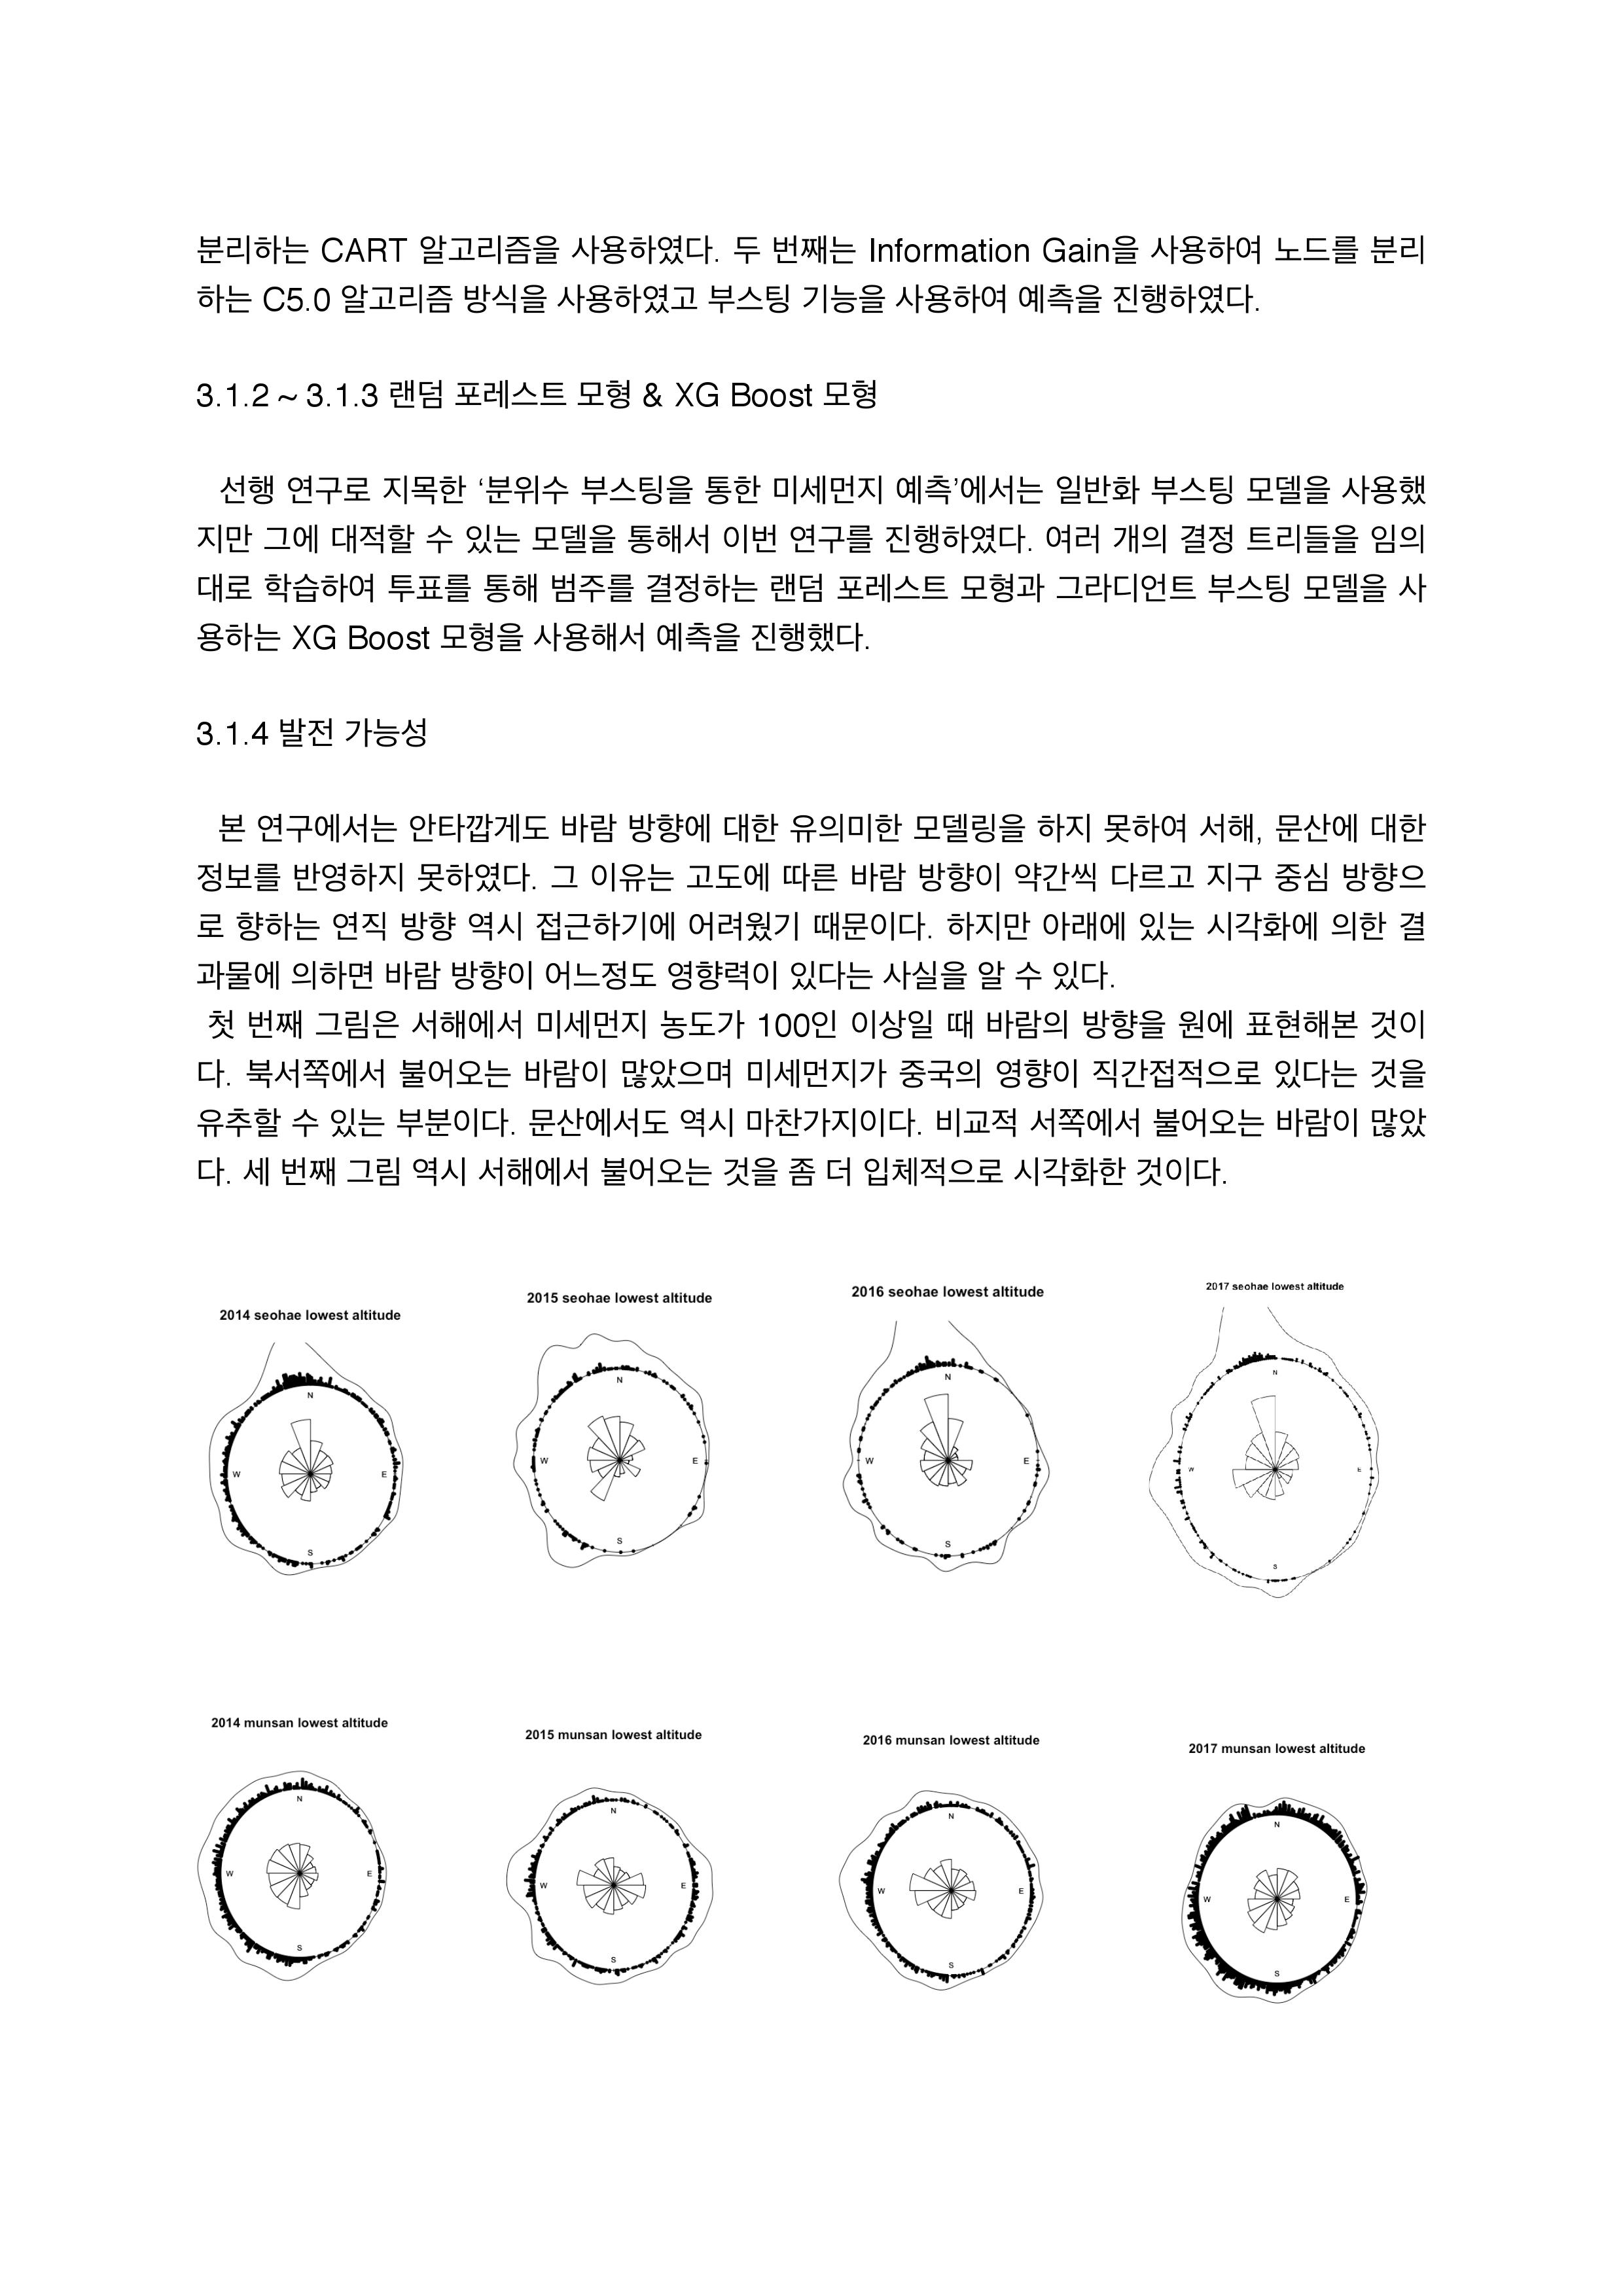 분리하는 CART 알고리즘을 사용하였다. 두 번째는 Information Gain을 사용하여 노드를 분리
하는 C5.0 알고리즘 방식을 사용하였고 부스팅 기능을 사용하여 예측을 진행하였다.
3.1.2 ~ 3.1.3 랜덤 포레스트 모형 & XG Boost 모형
선행 연구로 지목한 ‘분위수 부스팅을 통한 미세먼지 예측’에서는 일반화 부스팅 모델을 사용했
지만 그에 대적할 수 있는 모델을 통해서 이번 연구를 진행하였다. 여러 개의 결정 트리들을 임의
대로 학습하여 투표를 통해 범주를 결정하는 랜덤 포레스트 모형과 그라디언트 부스팅 모델을 사
용하는 XG Boost 모형을 사용해서 예측을 진행했다.
3.1.4 발전 가능성
본 연구에서는 안타깝게도 바람 방향에 대한 유의미한 모델링을 하지 못하여 서해, 문산에 대한
정보를 반영하지 못하였다. 그 이유는 고도에 따른 바람 방향이 약간씩 다르고 지구 중심 방향으
로 향하는 연직 방향 역시 접근하기에 어려웠기 때문이다. 하지만 아래에 있는 시각화에 의한 결
과물에 의하면 바람 방향이 어느정도 영향력이 있다는 사실을 알 수 있다.
첫 번째 그림은 서해에서 미세먼지 농도가 100인 이상일 때 바람의 방향을 원에 표현해본 것이
다. 북서쪽에서 불어오는 바람이 많았으며 미세먼지가 중국의 영향이 직간접적으로 있다는 것을
유추할 수 있는 부분이다. 문산에서도 역시 마찬가지이다. 비교적 서쪽에서 불어오는 바람이 많았
다. 세 번째 그림 역시 서해에서 불어오는 것을 좀 더 입체적으로 시각화한 것이다.
2014 seohae lowest altitude
N
W E
S
2015 seohae lowest altitude
N
W E
S
2016 seohae lowest altitude
N
W E
S
2017 seohae lowest altitude
N
W E
S
2014 munsan lowest altitude
N
W E
S
2015 munsan lowest altitude
N
W E
S
2016 munsan lowest altitude
N
W E
S
2017 munsan lowest altitude
N
W E
S